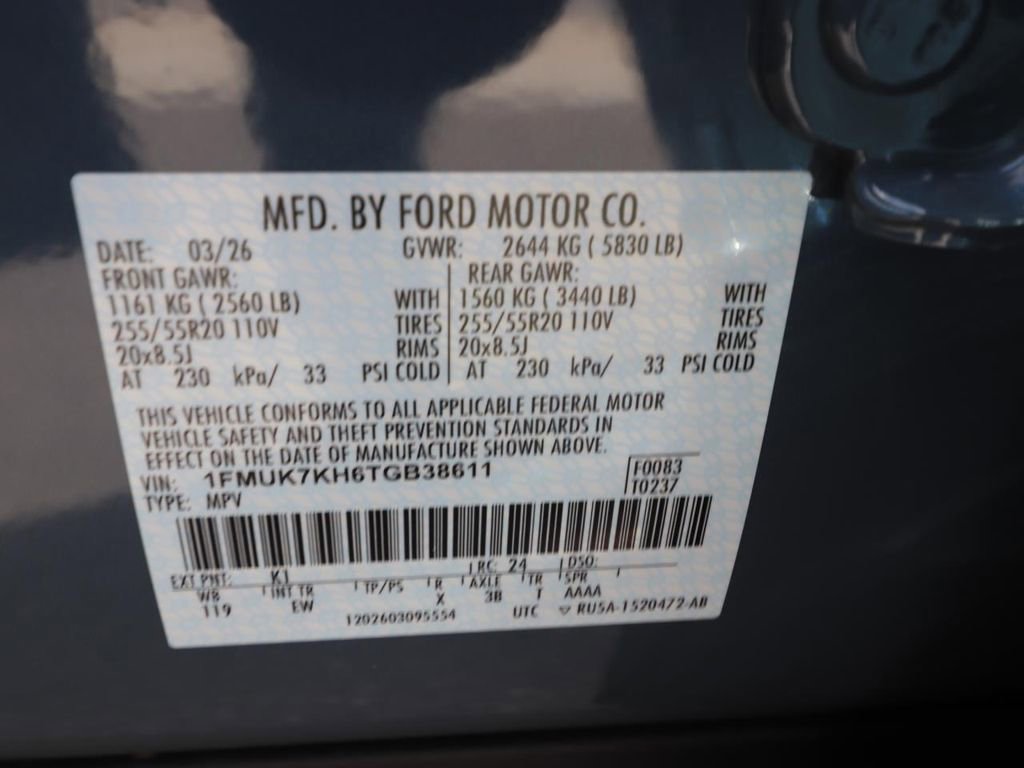 MFD. BY FORD MOTOR CO.
DATE: 03/26 GVWR: 2644 KG ( 5830 LB)
FRONT GAWR: REAR GAWR:
1161 KG ( 2560 LB) WITH 1560 KG ( 3440 LB) WITH
255/55R20 110V TIRES 255/55R20 110V TIRES
20x8.5J RIMS 20x8.5J RIMS
AT 230 kPa/ 33 PSI COLD AT 230 kPa/ 33 PSI COLD
THIS VEHICLE CONFORMS TO ALL APPLICABLE FEDERAL MOTOR
VEHICLE SAFETY AND THEFT PREVENTION STANDARDS IN
EFFECT ON THE DATE OF MANUFACTURE SHOWN ABOVE.
VIN: 1FMUK7KH6TGB38611 F0083
TYPE: MPV T0237
EXT PNT: K1 RC: 24 DSO:
WB INT TR TP/PS R AXLE TR SPR
119 EW X 3B T AAAA
1202603095554 UTC RU5A-1520472-AB